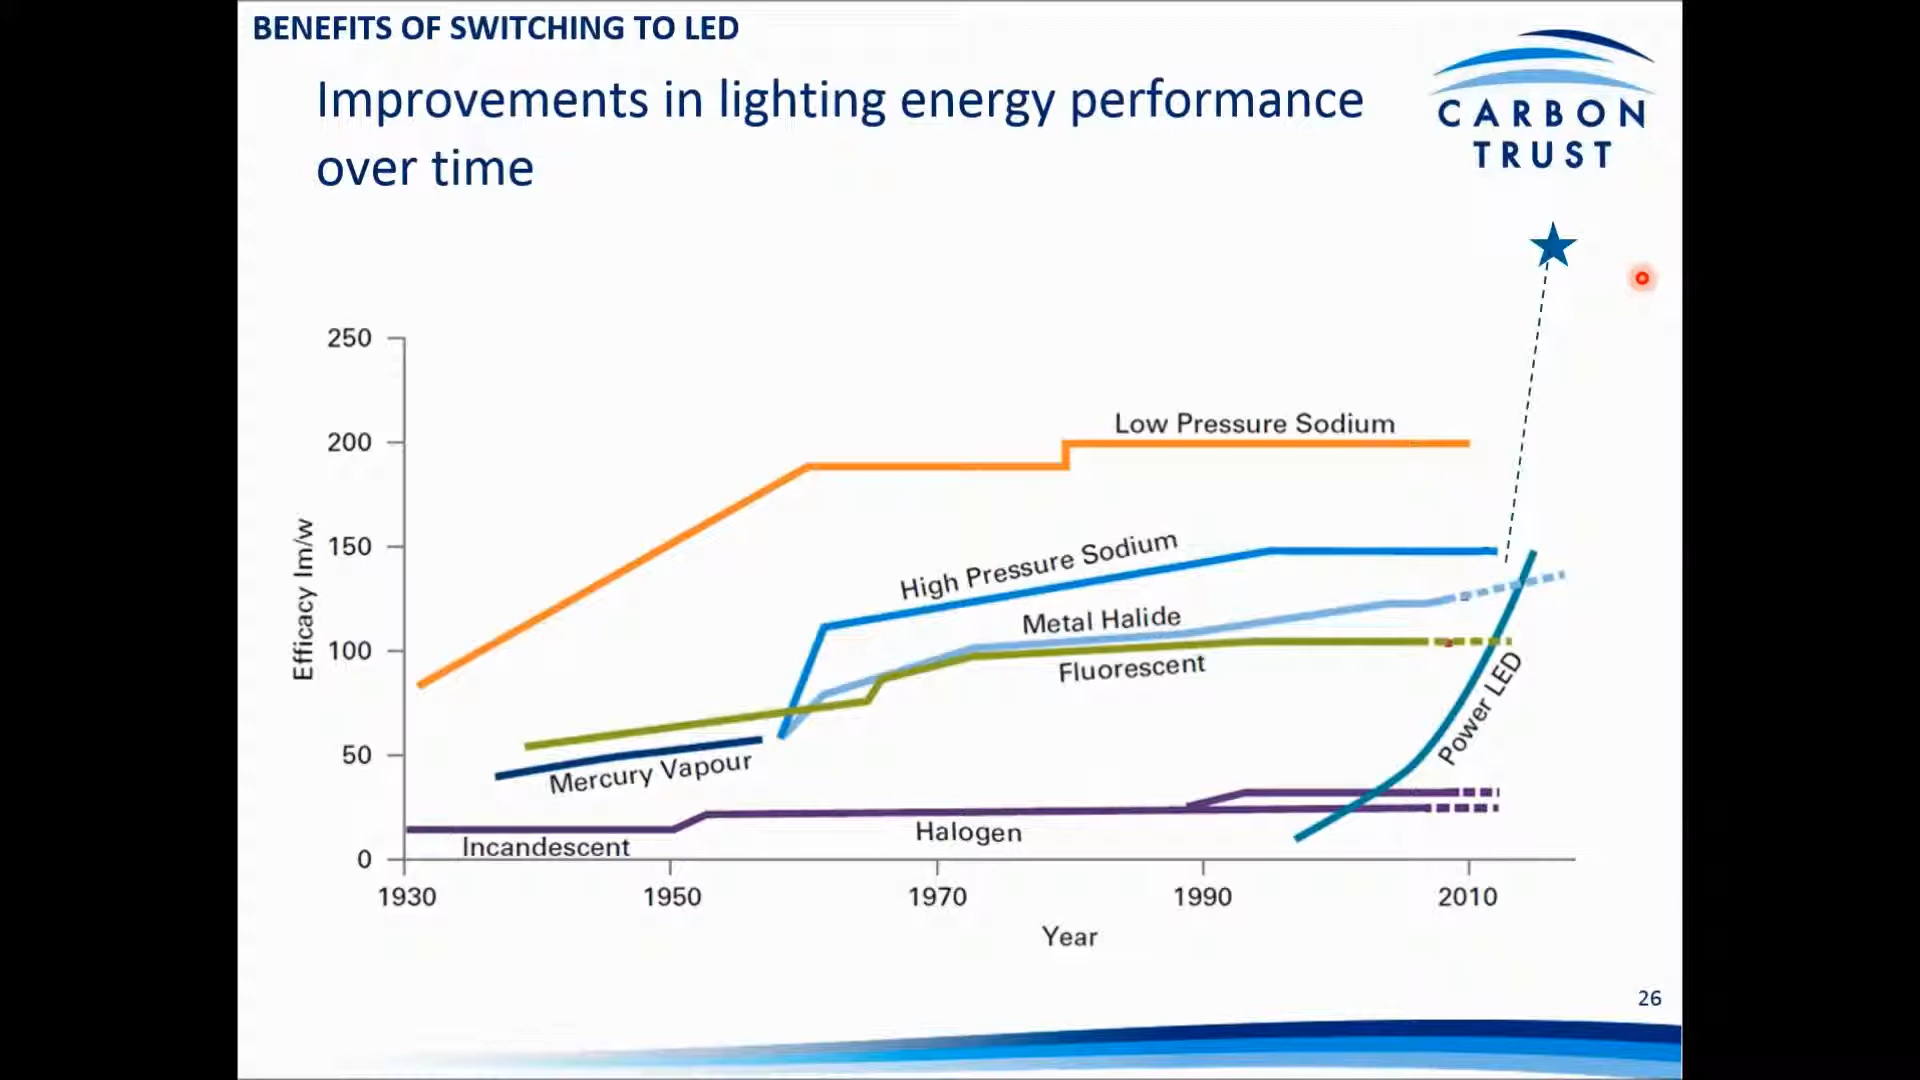 BENEFITS OF SWITCHING TO LED
Improvements in lighting energy performance
over time
CARBON
TRUST
250
200
150
100
50
0
Efficacy lm/w
Low Pressure Sodium
High Pressure Sodium
Metal Halide
Fluorescent
Power LED
Mercury Vapour
Halogen
Incandescent
1930 1950 1970 1990 2010
Year
26